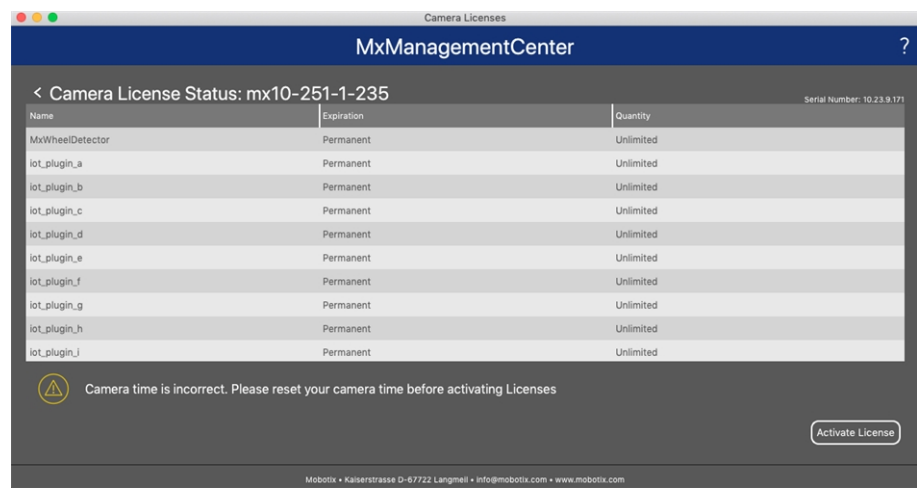 Camera Licenses
MxManagementCenter ?
< Camera License Status: mx10-251-1-235
Serial Number: 10.23.9.171
Name Expiration Quantity
MxWheelDetector Permanent Unlimited
iot_plugin_a Permanent Unlimited
iot_plugin_b Permanent Unlimited
iot_plugin_c Permanent Unlimited
iot_plugin_d Permanent Unlimited
iot_plugin_e Permanent Unlimited
iot_plugin_f Permanent Unlimited
iot_plugin_g Permanent Unlimited
iot_plugin_h Permanent Unlimited
iot_plugin_i Permanent Unlimited
Camera time is incorrect. Please reset your camera time before activating Licenses
Activate License
Mobotix • Kaiserstrasse D-67722 Langmeil • info@mobotix.com • www.mobotix.com